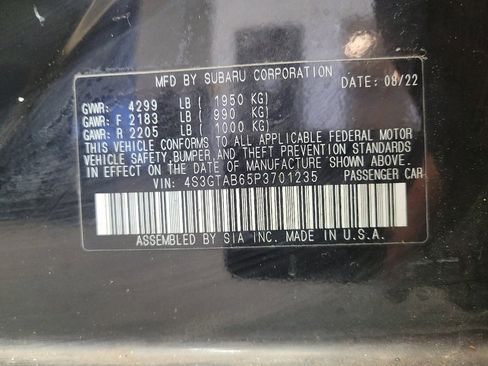 MFD BY SUBARU CORPORATION DATE: 08/22
GVWR: 4299 LB ( 1950 KG)
GAWR: F 2183 LB ( 990 KG)
GAWR: R 2205 LB ( 1000 KG)
THIS VEHICLE CONFORMS TO ALL APPLICABLE FEDERAL MOTOR
VEHICLE SAFETY, BUMPER, AND THEFT PREVENTION STANDARDS
IN EFFECT ON THE DATE OF MANUFACTURE SHOWN ABOVE.
VIN: 4S3GTAB65P3701235 PASSENGER CAR
ASSEMBLED BY SIA INC. MADE IN U.S.A.